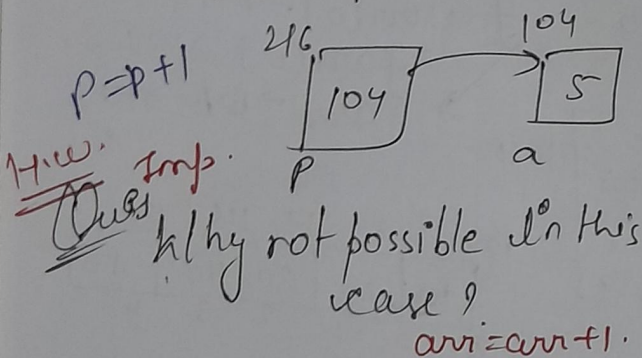 216
104
p=p+1
104
5
H.W. Imp.
p
a
Ques
Why not possible in this
case?
arr=arr+1.